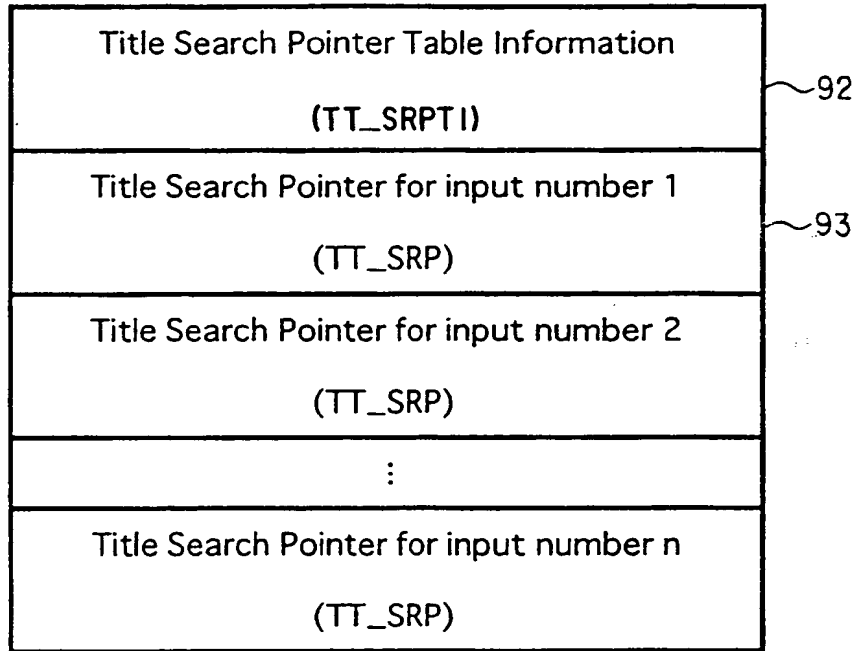 Title Search Pointer Table Information
(TT_SRPTI)
92
Title Search Pointer for input number 1
(TT_SRP)
93
Title Search Pointer for input number 2
(TT_SRP)
⋮
Title Search Pointer for input number n
(TT_SRP)